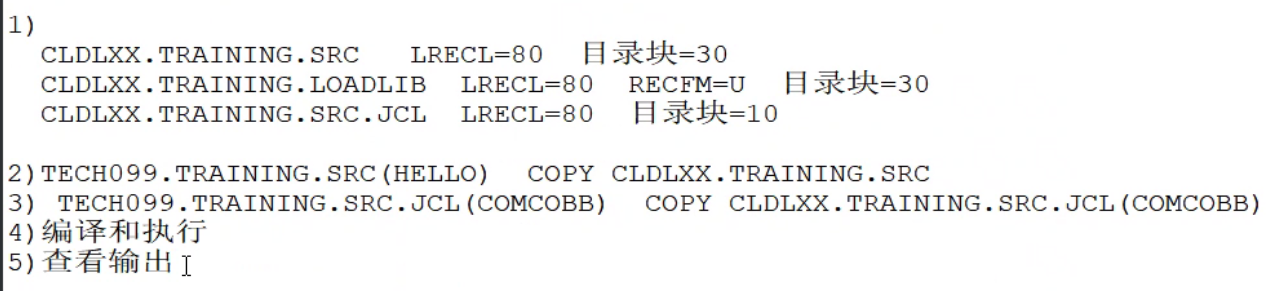 1)
CLDLXX.TRAINING.SRC   LRECL=80  目录块=30
CLDLXX.TRAINING.LOADLIB  LRECL=80  RECFM=U  目录块=30
CLDLXX.TRAINING.SRC.JCL  LRECL=80  目录块=10
2)TECH099.TRAINING.SRC(HELLO)  COPY CLDLXX.TRAINING.SRC
3) TECH099.TRAINING.SRC.JCL(COMCOBB)  COPY CLDLXX.TRAINING.SRC.JCL(COMCOBB)
4)编译和执行
5)查看输出